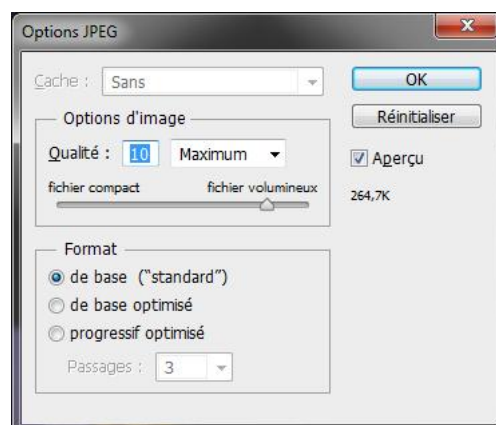 Options JPEG
Cache : Sans
OK
Options d'image
Réinitialiser
Qualité : 10 Maximum
Aperçu
fichier compact fichier volumineux
264,7K
Format
de base ("standard")
de base optimisé
progressif optimisé
Passages : 3